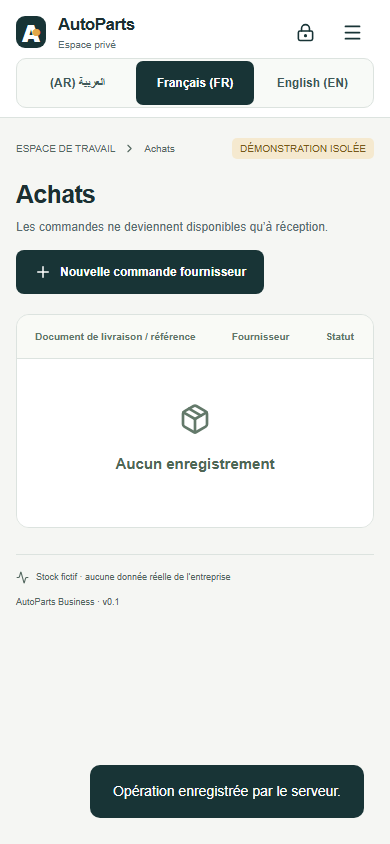 AutoParts
Espace privé
العربية (AR)
Français (FR)
English (EN)
ESPACE DE TRAVAIL > Achats
DÉMONSTRATION ISOLÉE
Achats
Les commandes ne deviennent disponibles qu'à réception.
Nouvelle commande fournisseur
Document de livraison / référence Fournisseur Statut
Aucun enregistrement
Stock fictif · aucune donnée réelle de l'entreprise
AutoParts Business · v0.1
Opération enregistrée par le serveur.